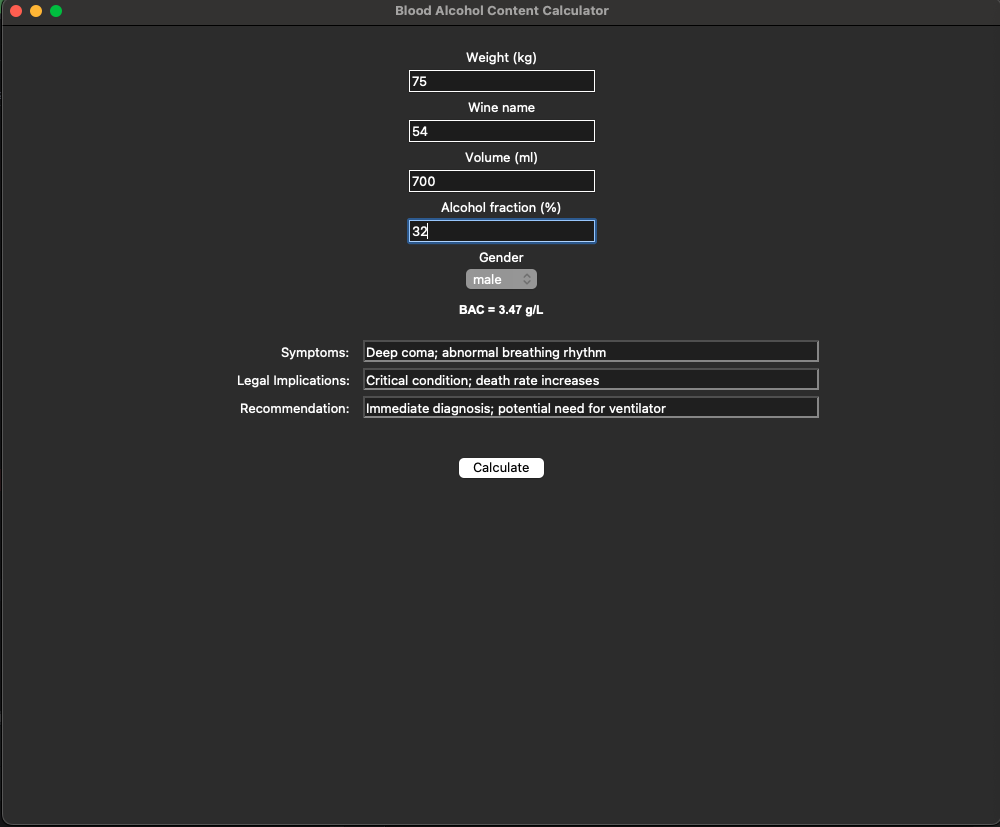 Blood Alcohol Content Calculator
Weight (kg)
75
Wine name
54
Volume (ml)
700
Alcohol fraction (%)
32
Gender
male
BAC = 3.47 g/L
Symptoms: Deep coma; abnormal breathing rhythm
Legal Implications: Critical condition; death rate increases
Recommendation: Immediate diagnosis; potential need for ventilator
Calculate